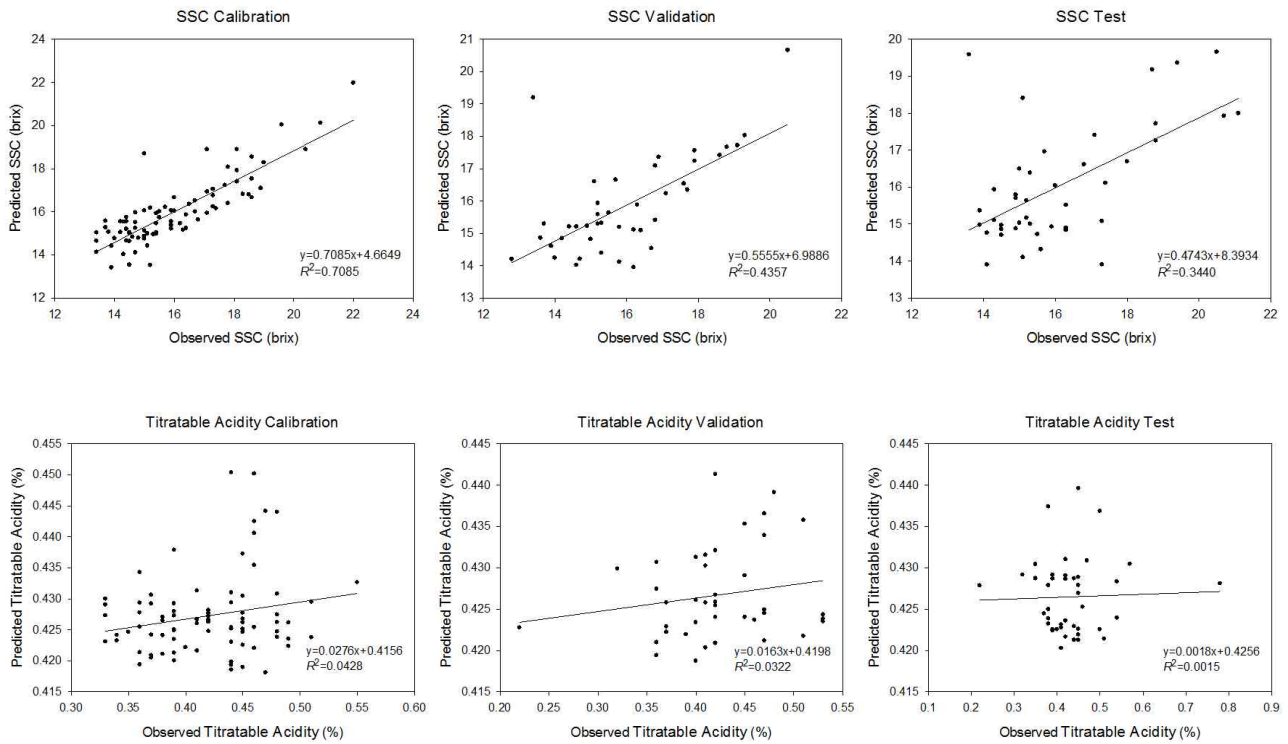 SSC Calibration
24
22
20
18
16
14
12
Predicted SSC (brix)
y=0.7085x+4.6649
R²=0.7085
12 14 16 18 20 22 24
Observed SSC (brix)
SSC Validation
21
20
19
18
17
16
15
14
13
Predicted SSC (brix)
y=0.5555x+6.9886
R²=0.4357
12 14 16 18 20 22
Observed SSC (brix)
SSC Test
20
19
18
17
16
15
14
13
Predicted SSC (brix)
y=0.4743x+8.3934
R²=0.3440
12 14 16 18 20 22
Observed SSC (brix)
Titratable Acidity Calibration
0.455
0.450
0.445
0.440
0.435
0.430
0.425
0.420
0.415
Predicted Titratable Acidity (%)
y=0.0276x+0.4156
R²=0.0428
0.30 0.35 0.40 0.45 0.50 0.55 0.60
Observed Titratable Acidity (%)
Titratable Acidity Validation
0.445
0.440
0.435
0.430
0.425
0.420
0.415
Predicted Titratable Acidity (%)
y=0.0163x+0.4198
R²=0.0322
0.20 0.25 0.30 0.35 0.40 0.45 0.50 0.55
Observed Titratable Acidity (%)
Titratable Acidity Test
0.445
0.440
0.435
0.430
0.425
0.420
0.415
Predicted Titratable Acidity (%)
y=0.0018x+0.4256
R²=0.0015
0.1 0.2 0.3 0.4 0.5 0.6 0.7 0.8 0.9
Observed Titratable Acidity (%)